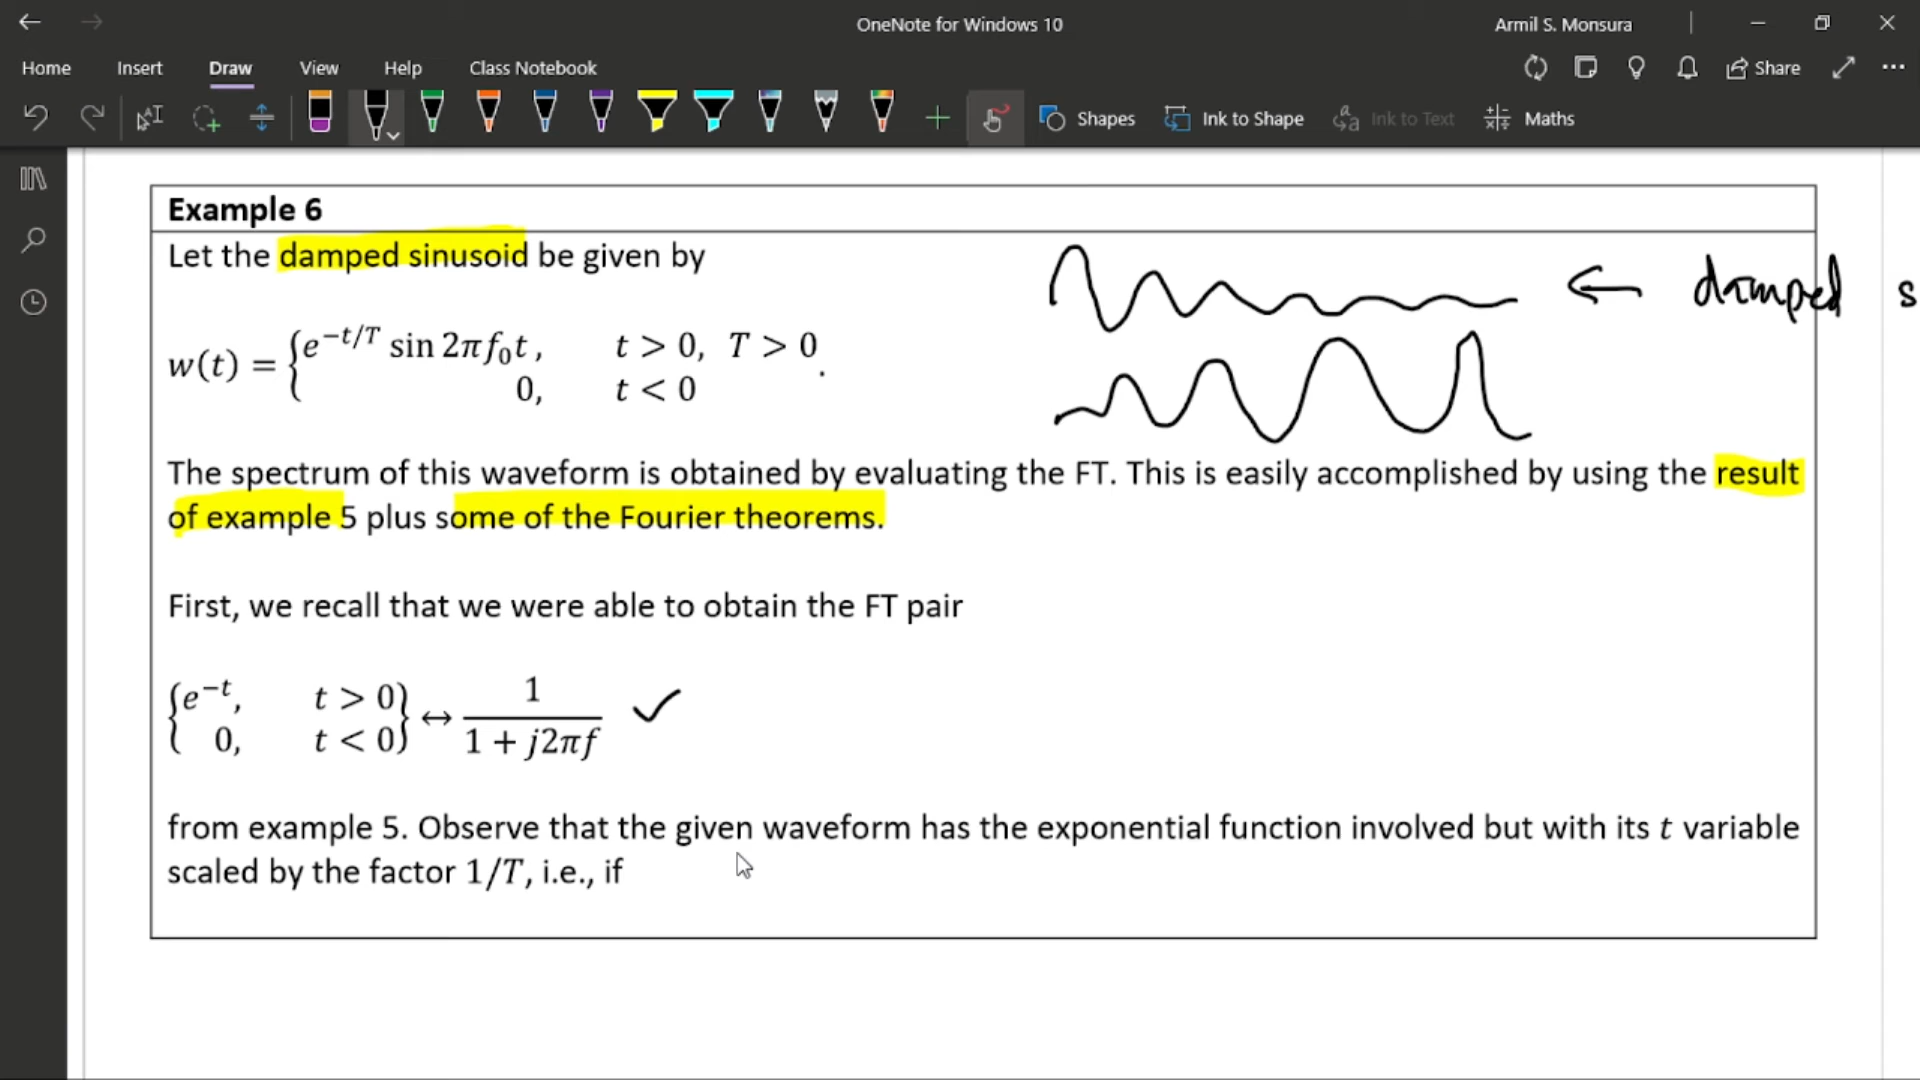 OneNote for Windows 10
Armil S. Monsura
Home Insert Draw View Help Class Notebook
Share
Shapes Ink to Shape Ink to Text Maths
Example 6
Let the damped sinusoid be given by
← damped s
w(t) = { e^{−t/T} sin 2πf₀t, t > 0, T > 0
0, t < 0 .
The spectrum of this waveform is obtained by evaluating the FT. This is easily accomplished by using the result
of example 5 plus some of the Fourier theorems.
First, we recall that we were able to obtain the FT pair
{ e^{−t}, t > 0
0, t < 0 } ↔ 1 / (1 + j2πf) ✓
from example 5. Observe that the given waveform has the exponential function involved but with its t variable
scaled by the factor 1/T, i.e., if